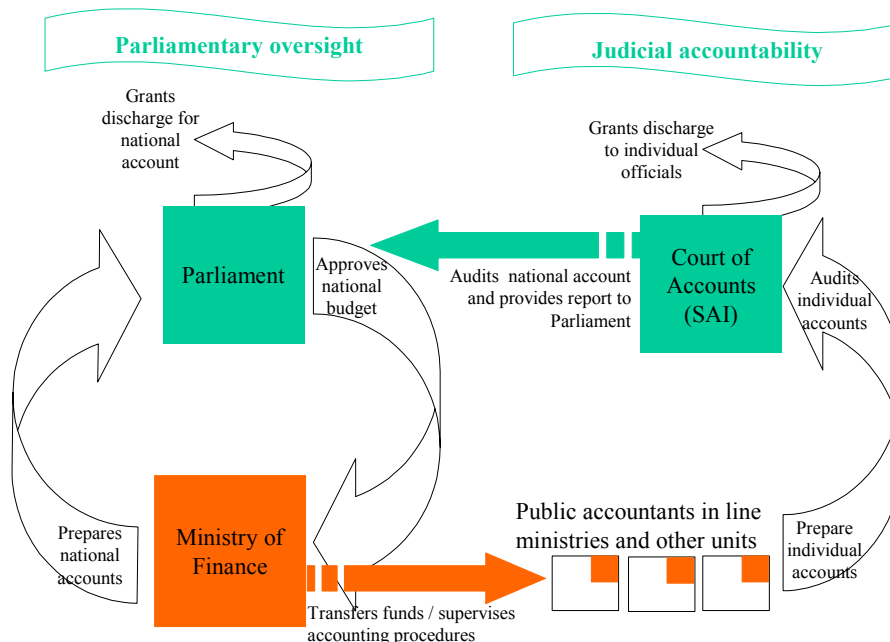 Parliamentary oversight
Judicial accountability
Grants
discharge for
national
account
Grants discharge
to individual
officials
Parliament
Approves
national
budget
Audits national account
and provides report to
Parliament
Court of
Accounts
(SAI)
Audits
individual
accounts
Prepares
national
accounts
Ministry of
Finance
Transfers funds / supervises
accounting procedures
Public accountants in line
ministries and other units
Prepare
individual
accounts